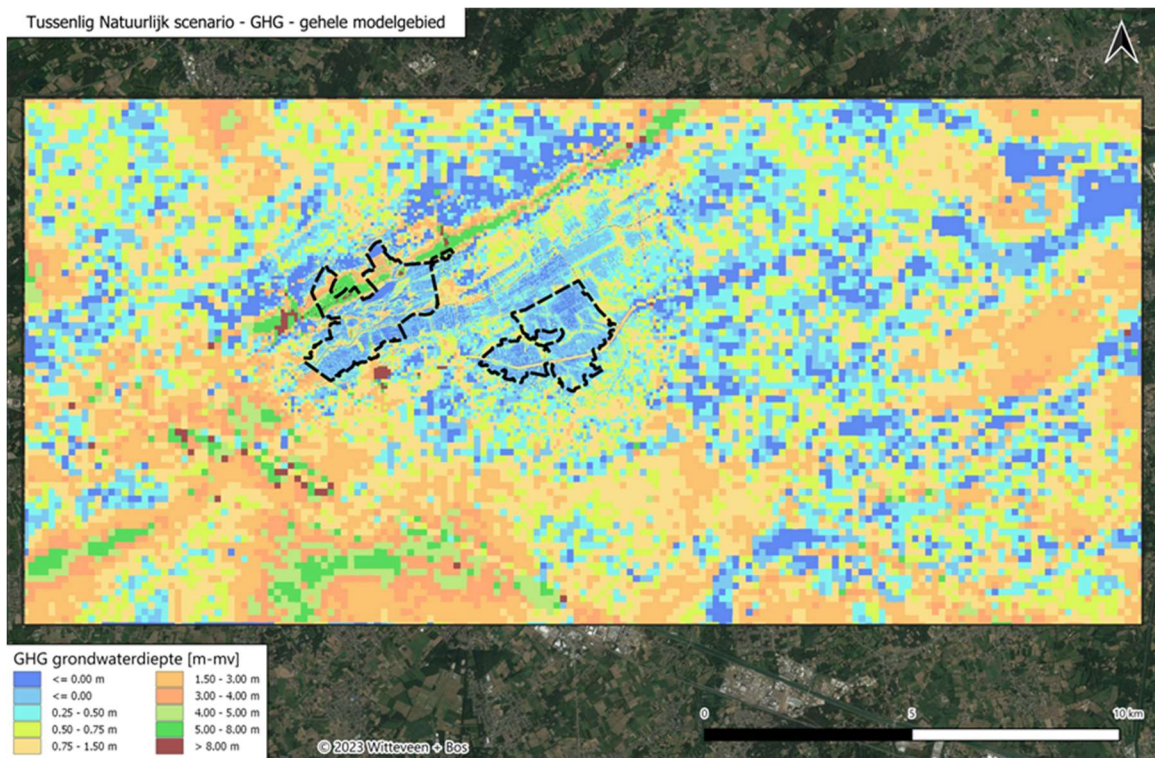 Tussenlig Natuurlijk scenario - GHG - gehele modelgebied
GHG grondwaterdiepte [m-mv]
<= 0.00 m
<= 0.00
0.25 - 0.50 m
0.50 - 0.75 m
0.75 - 1.50 m
1.50 - 3.00 m
3.00 - 4.00 m
4.00 - 5.00 m
5.00 - 8.00 m
> 8.00 m
© 2023 Witteveen + Bos
0 5 10 km